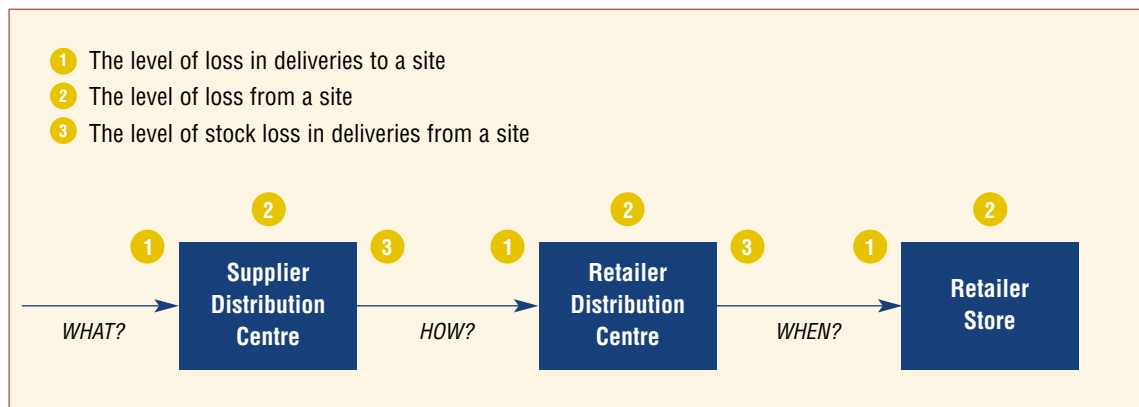 1 The level of loss in deliveries to a site
2 The level of loss from a site
3 The level of stock loss in deliveries from a site
2 2 2
1 3 1 3 1
Supplier
Distribution
Centre
Retailer
Distribution
Centre
Retailer
Store
WHAT? HOW? WHEN?